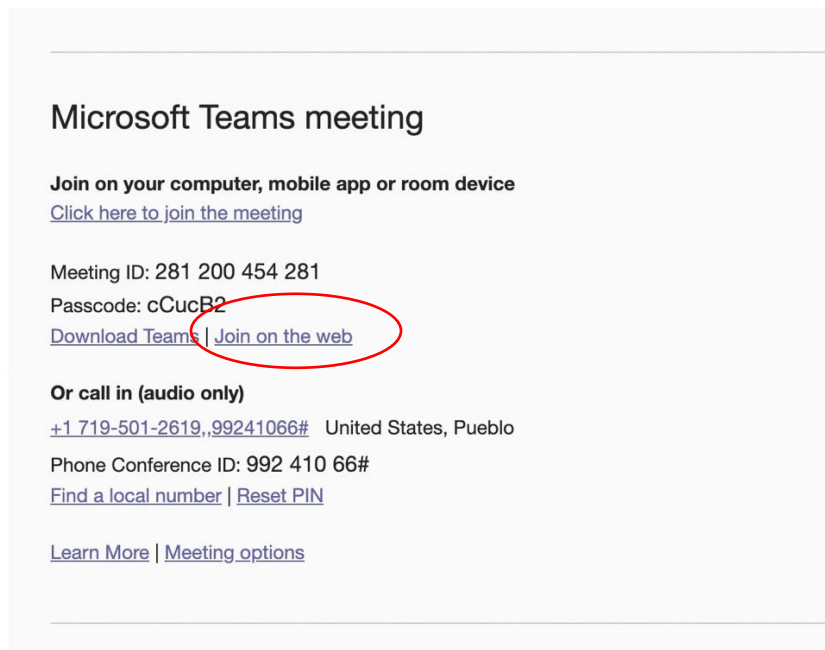 Microsoft Teams meeting
Join on your computer, mobile app or room device
Click here to join the meeting
Meeting ID: 281 200 454 281
Passcode: cCucB2
Download Teams | Join on the web
Or call in (audio only)
+1 719-501-2619,,99241066# United States, Pueblo
Phone Conference ID: 992 410 66#
Find a local number | Reset PIN
Learn More | Meeting options